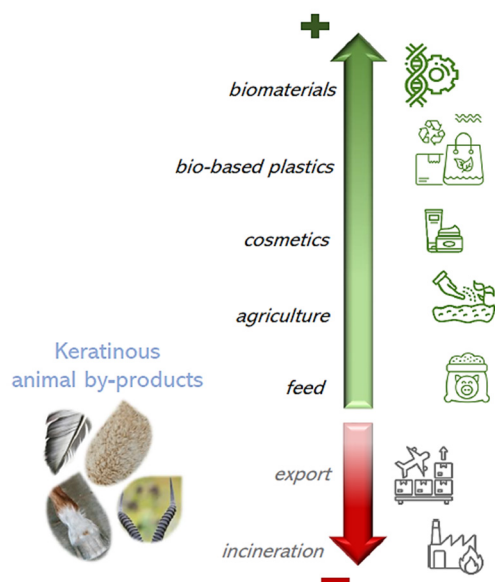 biomaterials
bio-based plastics
cosmetics
agriculture
Keratinous
animal by-products
feed
export
incineration